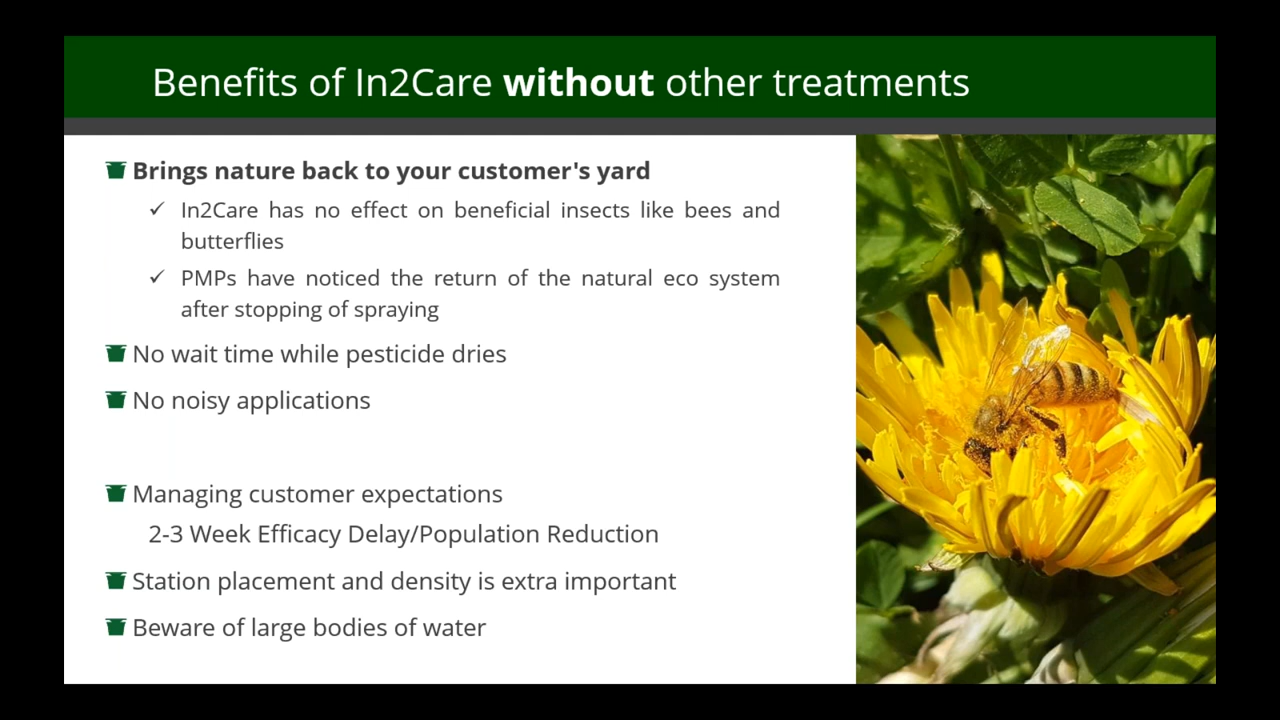 Benefits of In2Care without other treatments
Brings nature back to your customer's yard
✓ In2Care has no effect on beneficial insects like bees and
butterflies
✓ PMPs have noticed the return of the natural eco system
after stopping of spraying
No wait time while pesticide dries
No noisy applications
Managing customer expectations
2-3 Week Efficacy Delay/Population Reduction
Station placement and density is extra important
Beware of large bodies of water